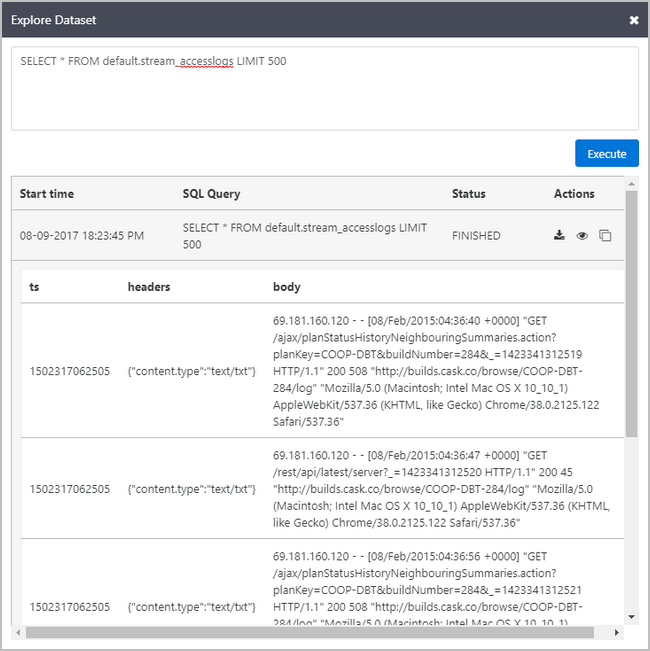 Explore Dataset
SELECT * FROM default.stream_accesslogs LIMIT 500
Execute
Start time SQL Query Status Actions
08-09-2017 18:23:45 PM SELECT * FROM default.stream_accesslogs LIMIT
500 FINISHED
ts headers body
69.181.160.120 - - [08/Feb/2015:04:36:40 +0000] "GET
/ajax/planStatusHistoryNeighbouringSummaries.action?
planKey=COOP-DBT&buildNumber=284&_=1423341312519
1502317062505 {"content.type":"text/txt"} HTTP/1.1" 200 508 "http://builds.cask.co/browse/COOP-DBT-
284/log" "Mozilla/5.0 (Macintosh; Intel Mac OS X 10_10_1)
AppleWebKit/537.36 (KHTML, like Gecko) Chrome/38.0.2125.122
Safari/537.36"
69.181.160.120 - - [08/Feb/2015:04:36:47 +0000] "GET
/rest/api/latest/server?_=1423341312520 HTTP/1.1" 200 45
1502317062505 {"content.type":"text/txt"} "http://builds.cask.co/browse/COOP-DBT-284/log" "Mozilla/5.0
(Macintosh; Intel Mac OS X 10_10_1) AppleWebKit/537.36 (KHTML,
like Gecko) Chrome/38.0.2125.122 Safari/537.36"
69.181.160.120 - - [08/Feb/2015:04:36:56 +0000] "GET
/ajax/planStatusHistoryNeighbouringSummaries.action?
planKey=COOP-DBT&buildNumber=284&_=1423341312521
1502317062505 {"content.type":"text/txt"} HTTP/1.1" 200 508 "http://builds.cask.co/browse/COOP-DBT-
284/log" "Mozilla/5.0 (Macintosh; Intel Mac OS X 10_10_1)